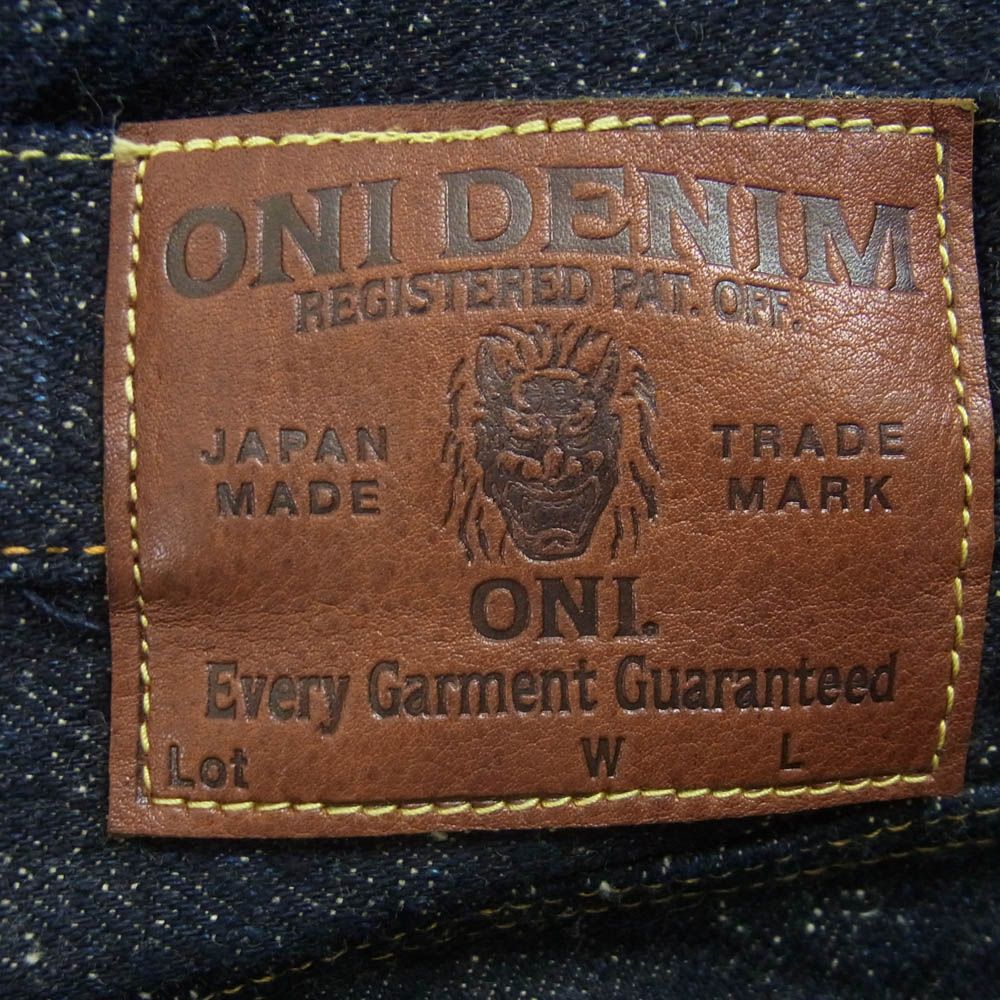 ONI DENIM
REGISTERED PAT. OFF.
JAPAN MADE
TRADE MARK
ONI.
Every Garment Guaranteed
Lot W L